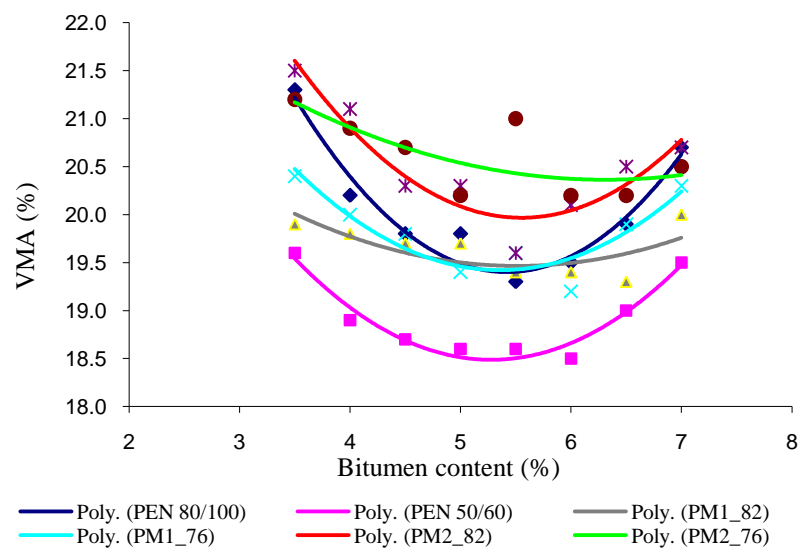 22.0
21.5
21.0
20.5
20.0
19.5
19.0
18.5
18.0
VMA (%)
2 3 4 5 6 7 8
Bitumen content (%)
Poly. (PEN 80/100) Poly. (PEN 50/60) Poly. (PM1_82)
Poly. (PM1_76) Poly. (PM2_82) Poly. (PM2_76)